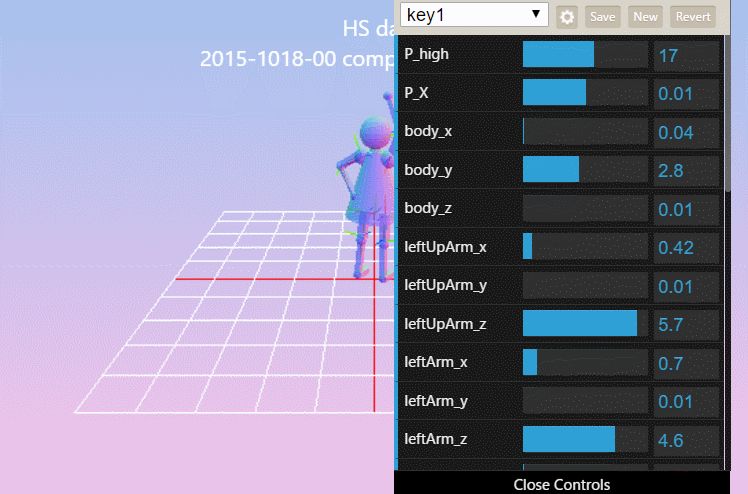 HS da
2015-1018-00 comp
key1
Save
New
Revert
P_high
17
P_X
0.01
body_x
0.04
body_y
2.8
body_z
0.01
leftUpArm_x
0.42
leftUpArm_y
0.01
leftUpArm_z
5.7
leftArm_x
0.7
leftArm_y
0.01
leftArm_z
4.6
Close Controls